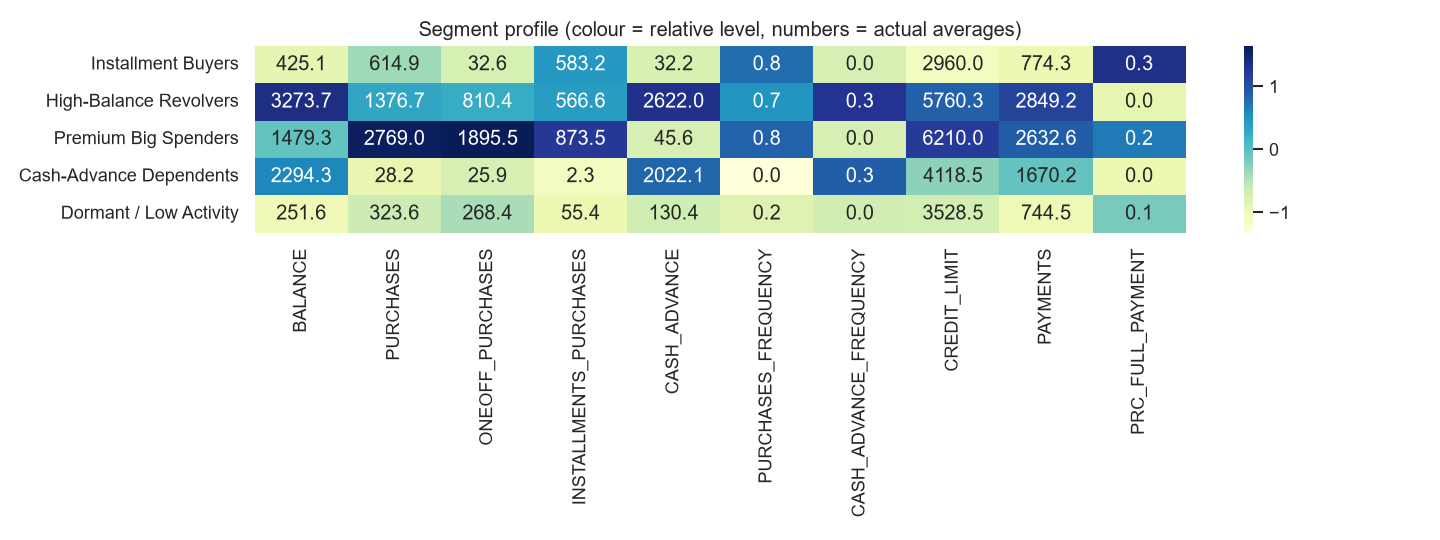 Segment profile (colour = relative level, numbers = actual averages)
Installment Buyers 425.1 614.9 32.6 583.2 32.2 0.8 0.0 2960.0 774.3 0.3
High-Balance Revolvers 3273.7 1376.7 810.4 566.6 2622.0 0.7 0.3 5760.3 2849.2 0.0
Premium Big Spenders 1479.3 2769.0 1895.5 873.5 45.6 0.8 0.0 6210.0 2632.6 0.2
Cash-Advance Dependents 2294.3 28.2 25.9 2.3 2022.1 0.0 0.3 4118.5 1670.2 0.0
Dormant / Low Activity 251.6 323.6 268.4 55.4 130.4 0.2 0.0 3528.5 744.5 0.1
BALANCE
PURCHASES
ONEOFF_PURCHASES
INSTALLMENTS_PURCHASES
CASH_ADVANCE
PURCHASES_FREQUENCY
CASH_ADVANCE_FREQUENCY
CREDIT_LIMIT
PAYMENTS
PRC_FULL_PAYMENT
1
0
−1